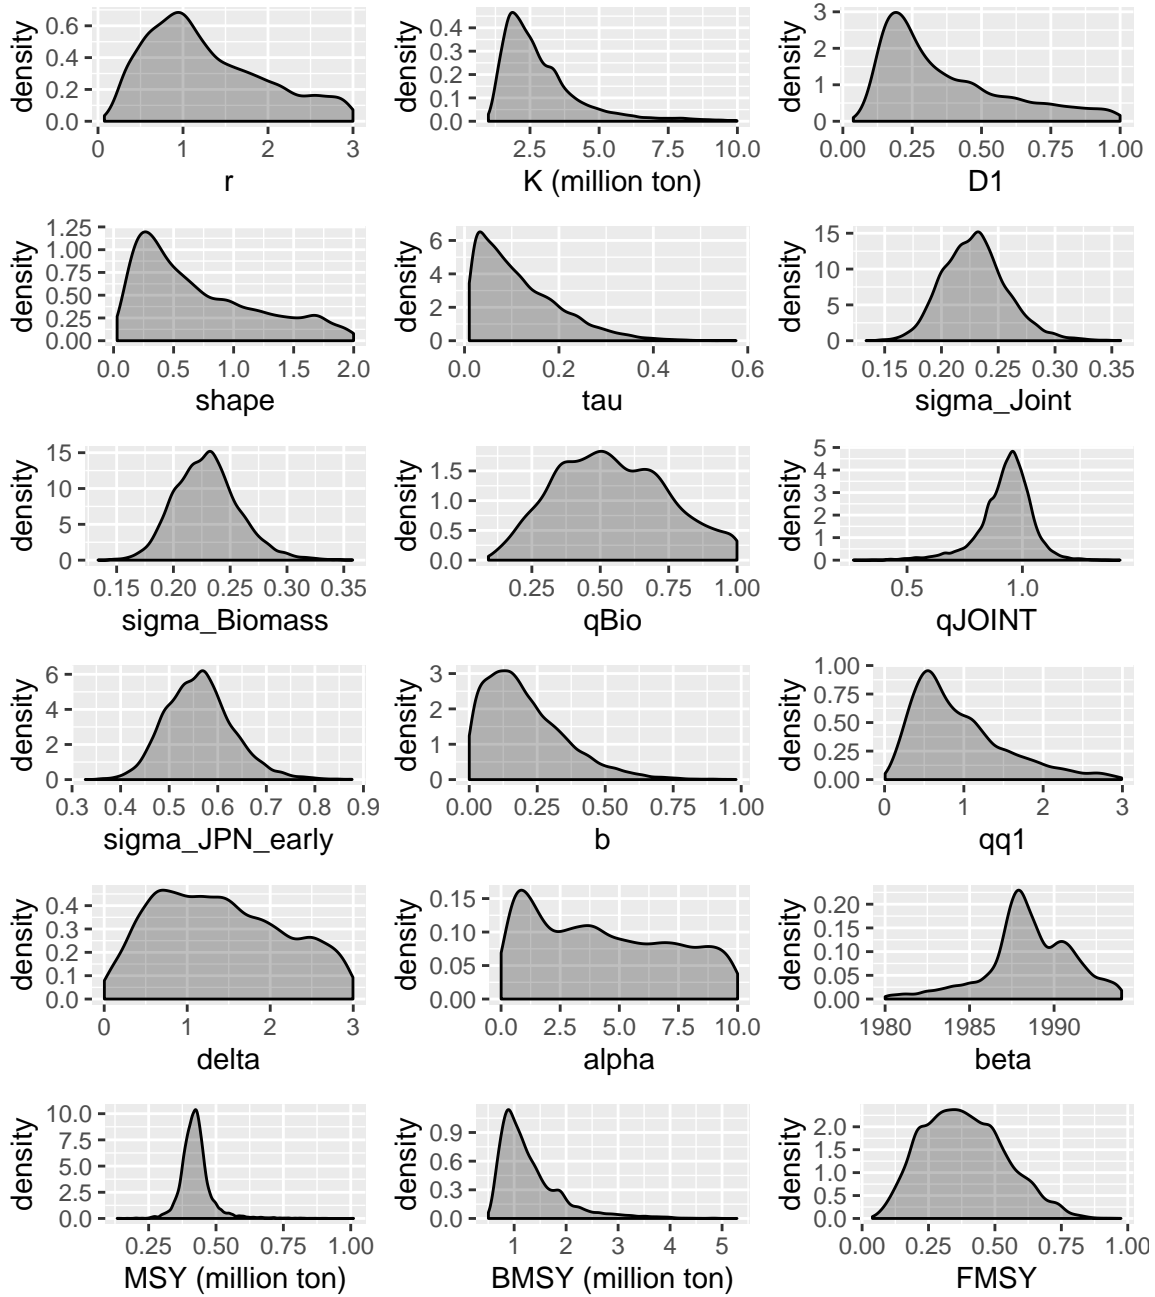 density 0.6 0.4 0.2 0.0 0 1 2 3 r
density 0.4 0.3 0.2 0.1 0.0 2.5 5.0 7.5 10.0 K (million ton)
density 3 2 1 0 0.00 0.25 0.50 0.75 1.00 D1
density 1.25 1.00 0.75 0.50 0.25 0.00 0.0 0.5 1.0 1.5 2.0 shape
density 6 4 2 0 0.0 0.2 0.4 0.6 tau
density 15 10 5 0 0.15 0.20 0.25 0.30 0.35 sigma_Joint
density 15 10 5 0 0.15 0.20 0.25 0.30 0.35 sigma_Biomass
density 1.5 1.0 0.5 0.0 0.25 0.50 0.75 1.00 qBio
density 5 4 3 2 1 0 0.5 1.0 qJOINT
density 6 4 2 0 0.3 0.4 0.5 0.6 0.7 0.8 0.9 sigma_JPN_early
density 3 2 1 0 0.00 0.25 0.50 0.75 1.00 b
density 1.00 0.75 0.50 0.25 0.00 0 1 2 3 qq1
density 0.4 0.3 0.2 0.1 0.0 0 1 2 3 delta
density 0.15 0.10 0.05 0.00 0.0 2.5 5.0 7.5 10.0 alpha
density 0.20 0.15 0.10 0.05 0.00 1980 1985 1990 beta
density 10.0 7.5 5.0 2.5 0.0 0.25 0.50 0.75 1.00 MSY (million ton)
density 0.9 0.6 0.3 0.0 1 2 3 4 5 BMSY (million ton)
density 2.0 1.5 1.0 0.5 0.0 0.00 0.25 0.50 0.75 1.00 FMSY